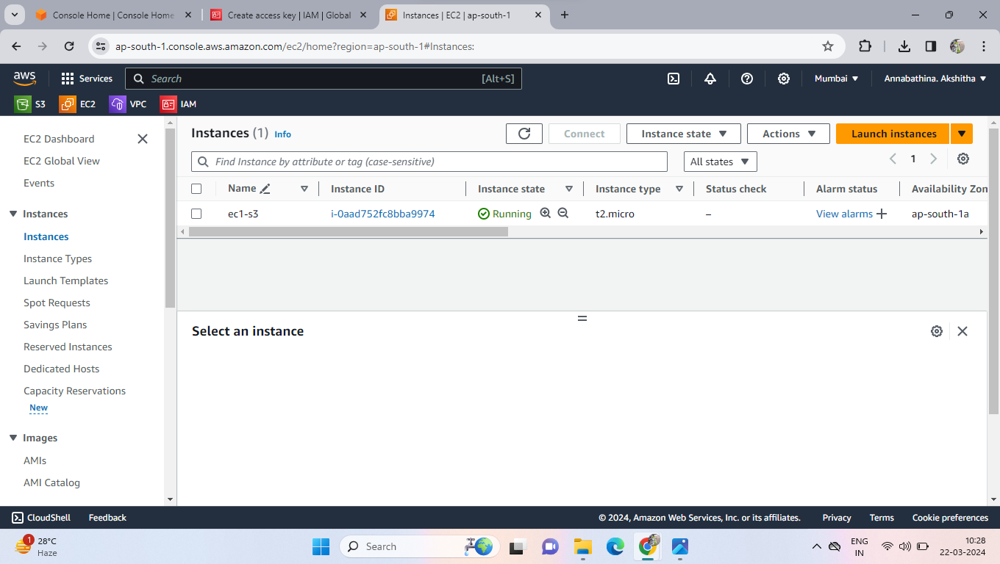 Console Home | Console Home
Create access key | IAM | Global
Instances | EC2 | ap-south-1
ap-south-1.console.aws.amazon.com/ec2/home?region=ap-south-1#Instances:
aws
Services
Search
[Alt+S]
Mumbai
Annabathina. Akshitha
S3
EC2
VPC
IAM
EC2 Dashboard
EC2 Global View
Events
Instances
Instances
Instance Types
Launch Templates
Spot Requests
Savings Plans
Reserved Instances
Dedicated Hosts
Capacity Reservations
New
Images
AMIs
AMI Catalog
Instances (1) Info
Connect
Instance state
Actions
Launch instances
Find Instance by attribute or tag (case-sensitive)
All states
1
Name
Instance ID
Instance state
Instance type
Status check
Alarm status
Availability Zon
ec1-s3
i-0aad752fc8bba9974
Running
t2.micro
–
View alarms
ap-south-1a
Select an instance
CloudShell
Feedback
© 2024, Amazon Web Services, Inc. or its affiliates.
Privacy
Terms
Cookie preferences
1
28°C
Haze
Search
ENG
IN
10:28
22-03-2024